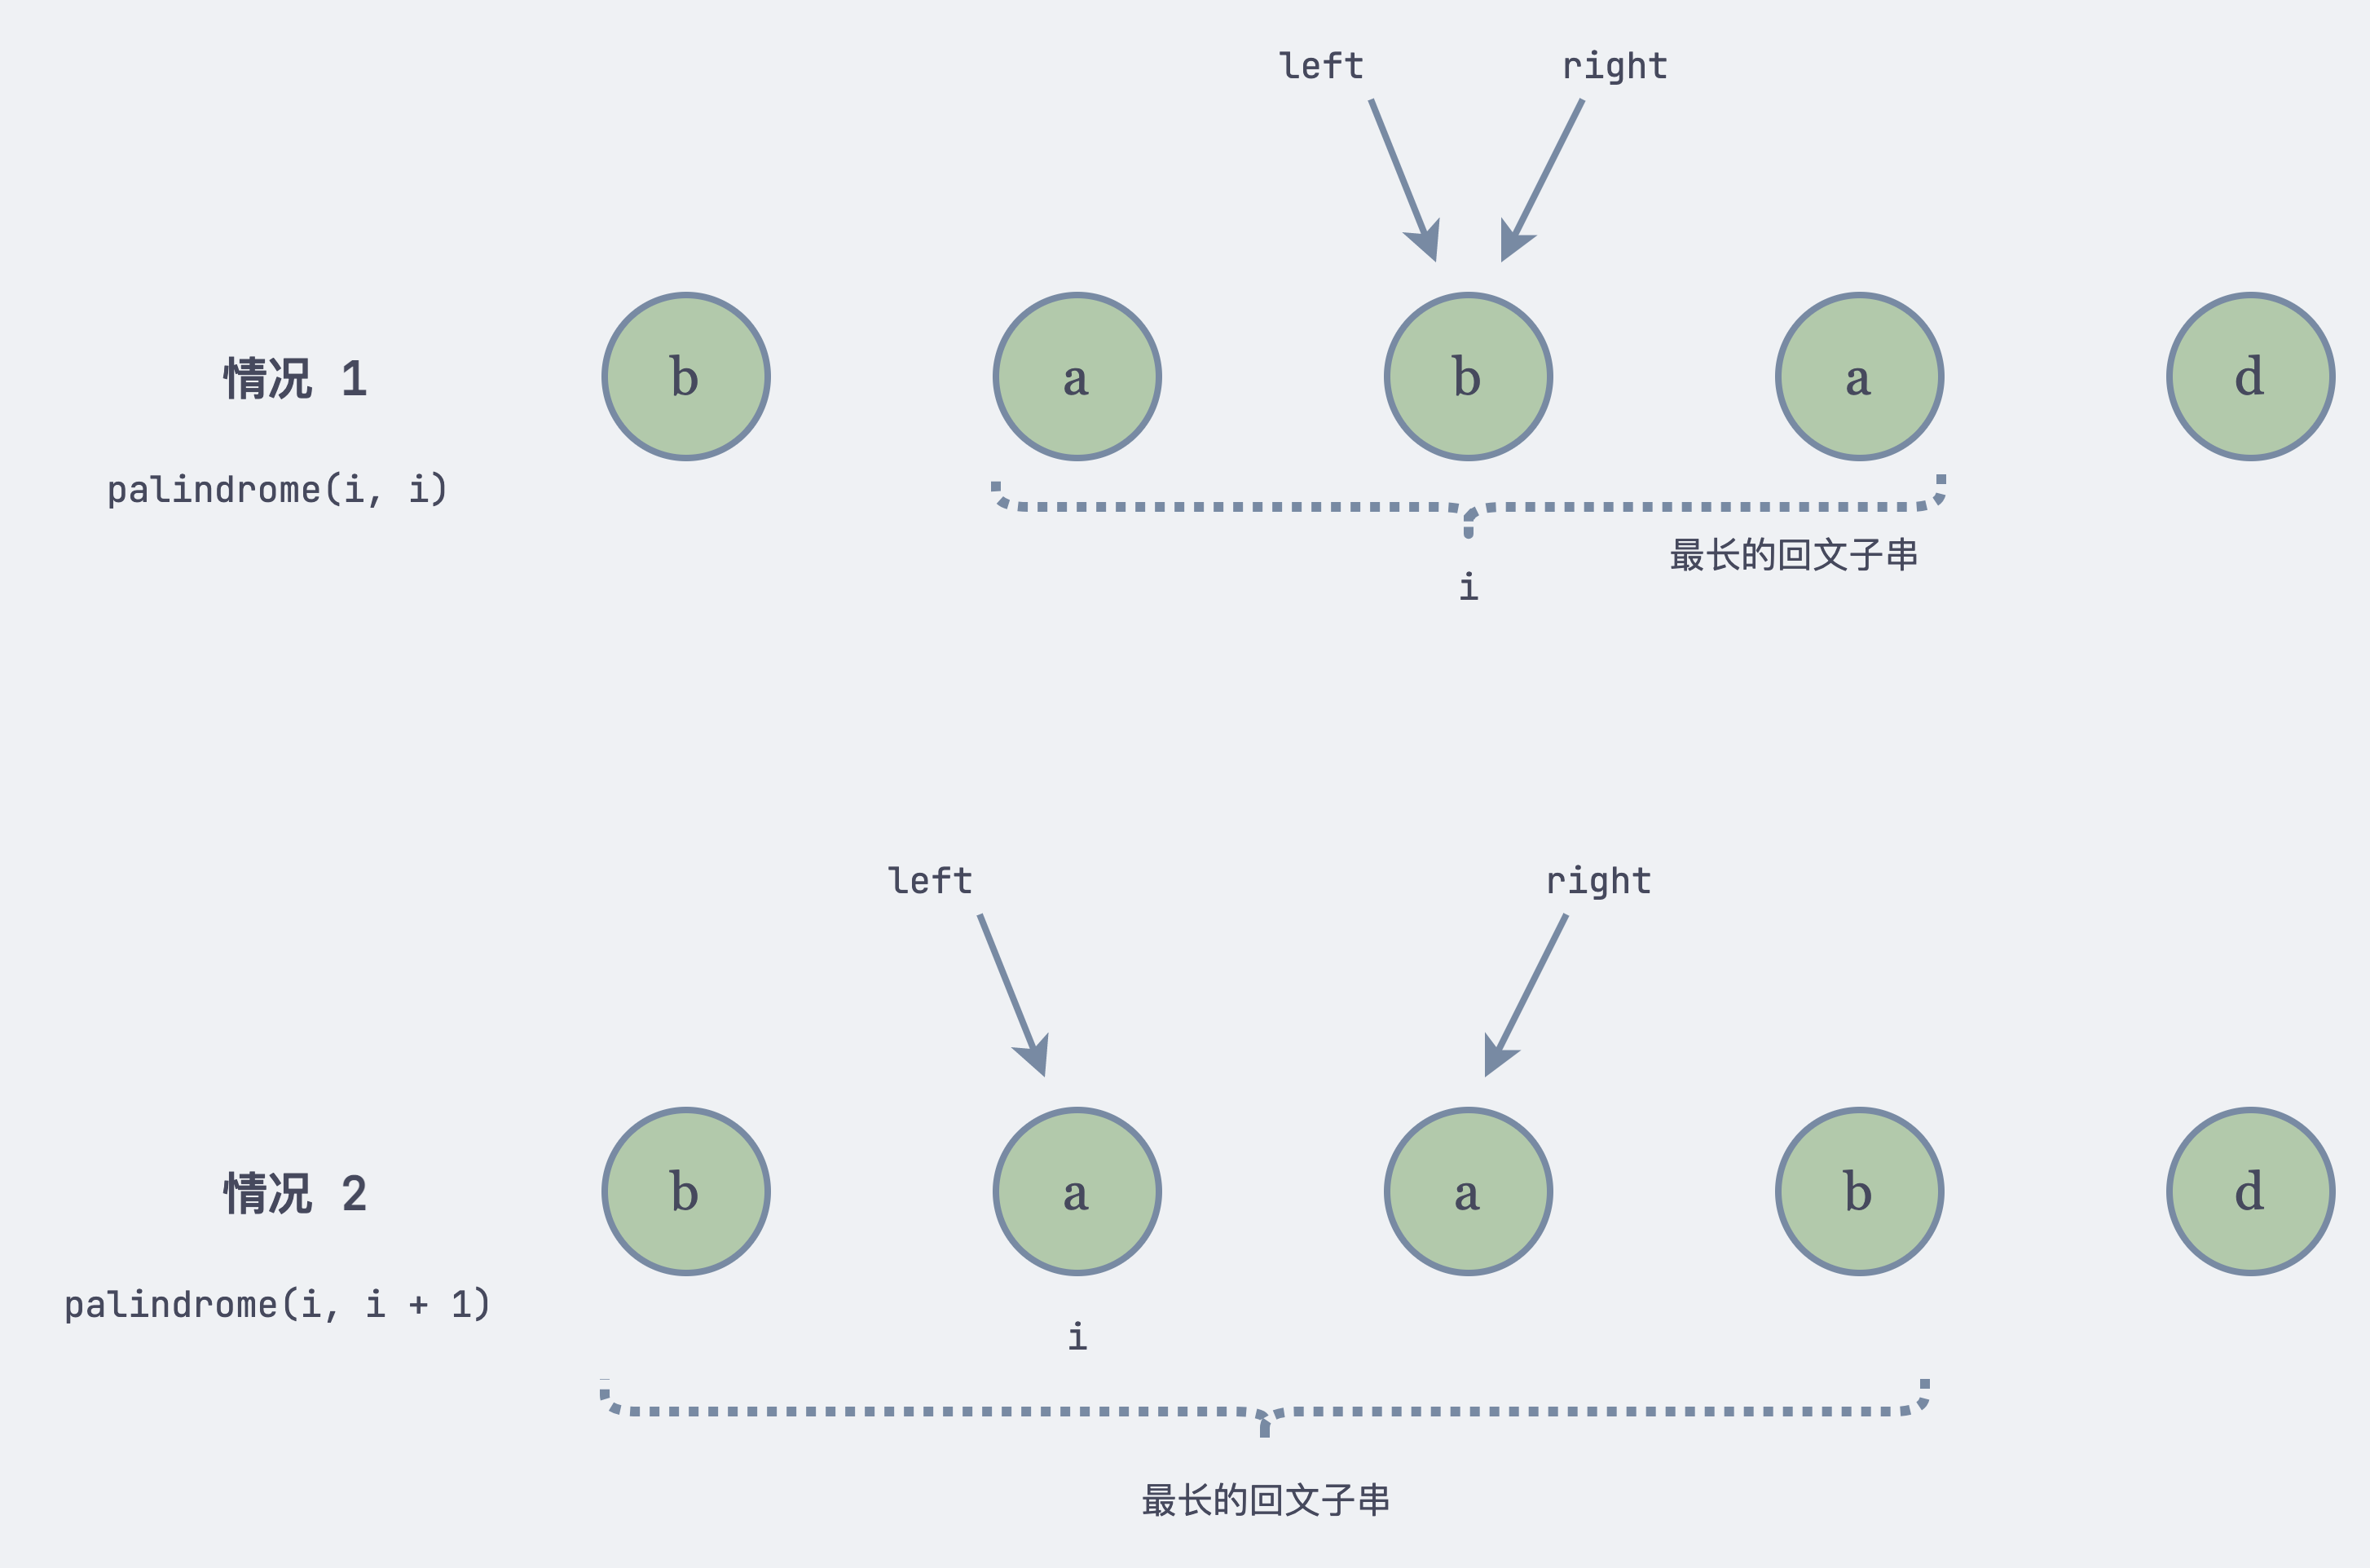 left right
b a b a d
情况 1
palindrome(i, i)
最长的回文子串
i
left right
b a a b d
情况 2
palindrome(i, i + 1)
i
最长的回文子串